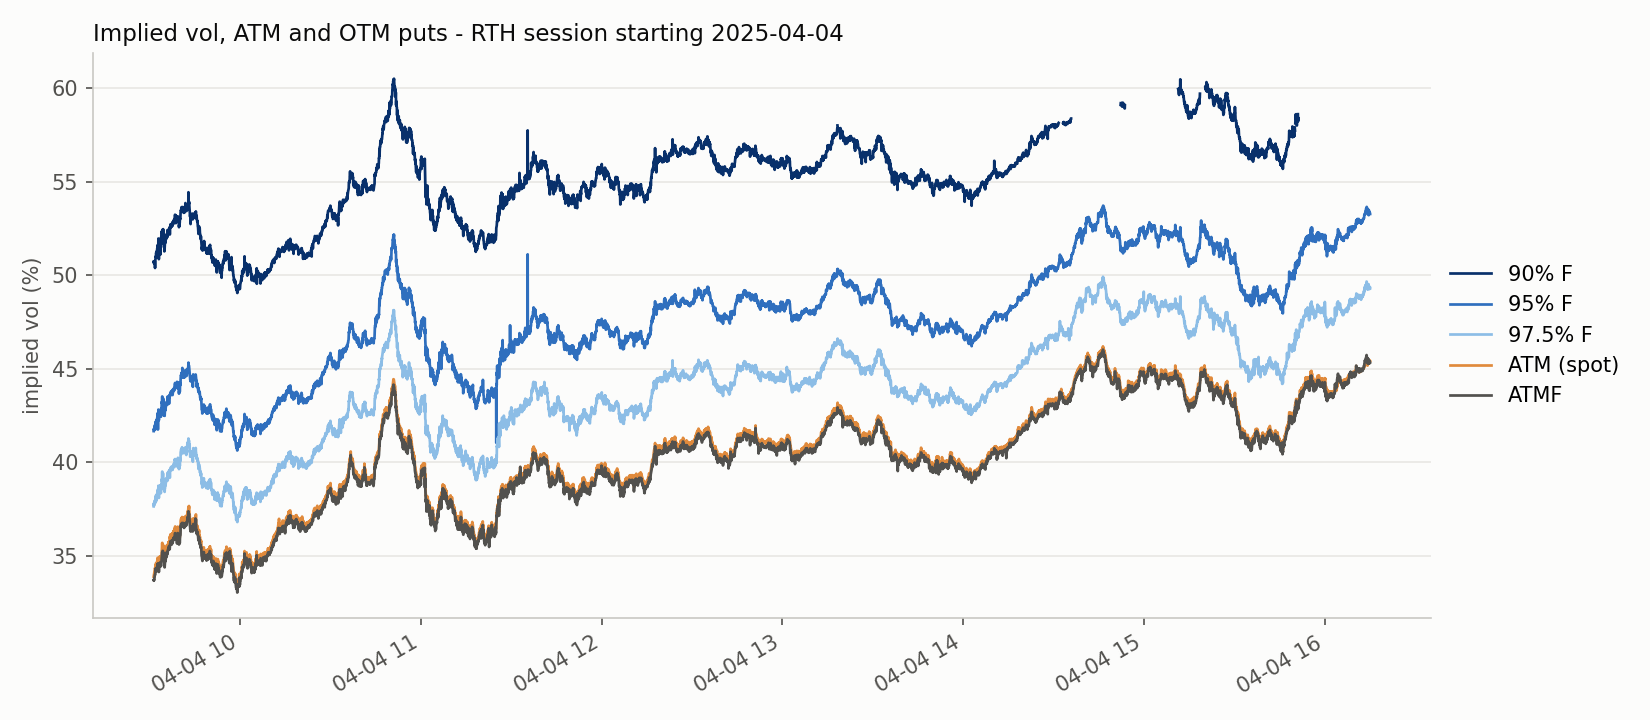 Implied vol, ATM and OTM puts - RTH session starting 2025-04-04
implied vol (%)
60
55
50
45
40
35
04-04 10
04-04 11
04-04 12
04-04 13
04-04 14
04-04 15
04-04 16
90% F
95% F
97.5% F
ATM (spot)
ATMF